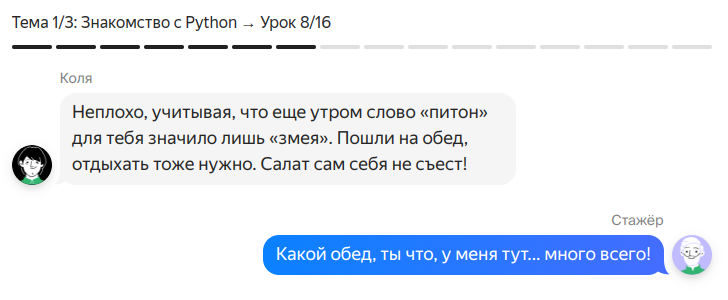 Тема 1/3: Знакомство с Python → Урок 8/16
Коля
Неплохо, учитывая, что еще утром слово «питон»
для тебя значило лишь «змея». Пошли на обед,
отдыхать тоже нужно. Салат сам себя не съест!
Стажёр
Какой обед, ты что, у меня тут... много всего!